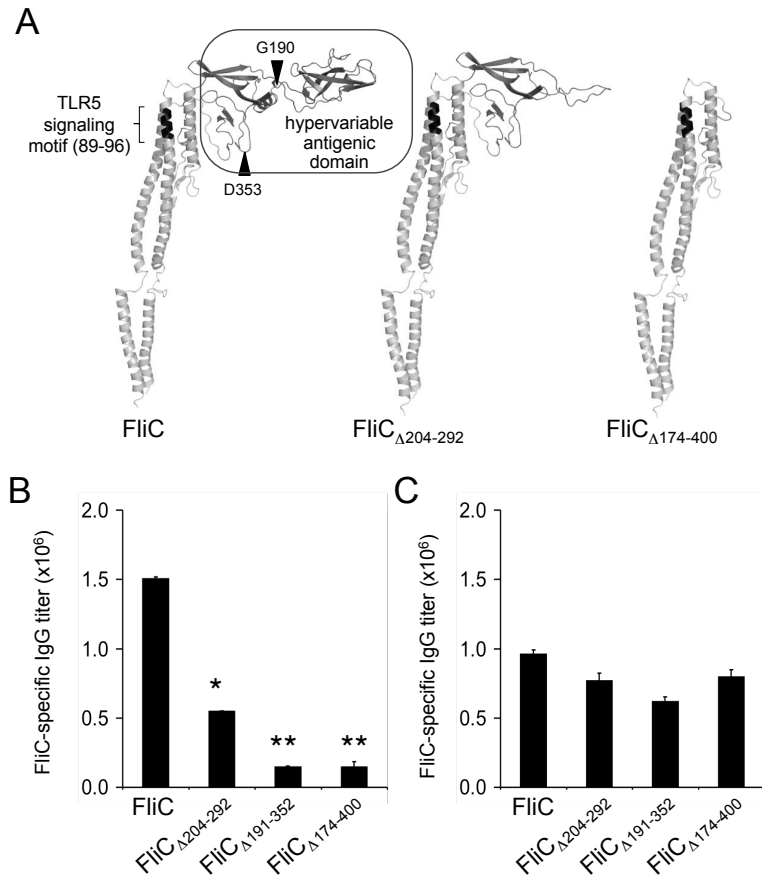 A
G190
TLR5
signaling
motif (89-96)
hypervariable
antigenic
domain
D353
FliC
FliCΔ204-292
FliCΔ174-400
B
FliC-specific IgG titer (x10⁶)
2.0
1.5
1.0
0.5
0.0
*
**
**
FliC
FliCΔ204-292
FliCΔ191-352
FliCΔ174-400
C
FliC-specific IgG titer (x10⁶)
2.0
1.5
1.0
0.5
0.0
FliC
FliCΔ204-292
FliCΔ191-352
FliCΔ174-400